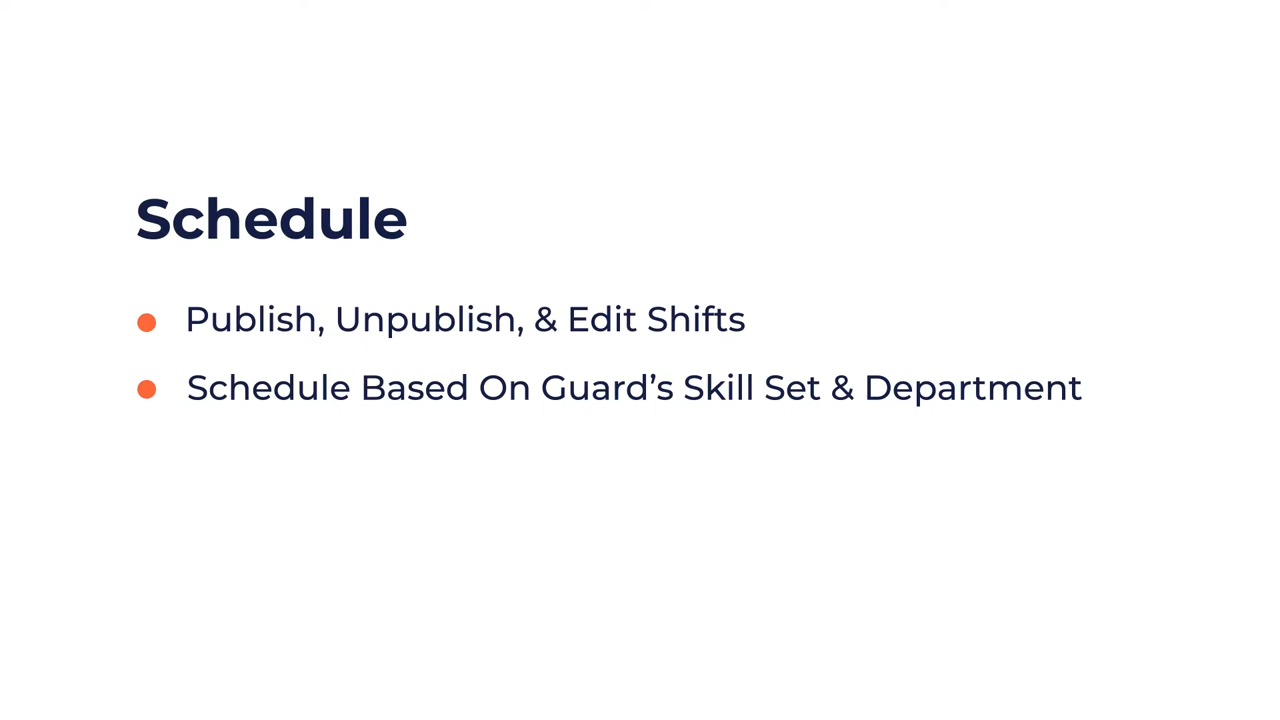 Schedule
Publish, Unpublish, & Edit Shifts
Schedule Based On Guard’s Skill Set & Department